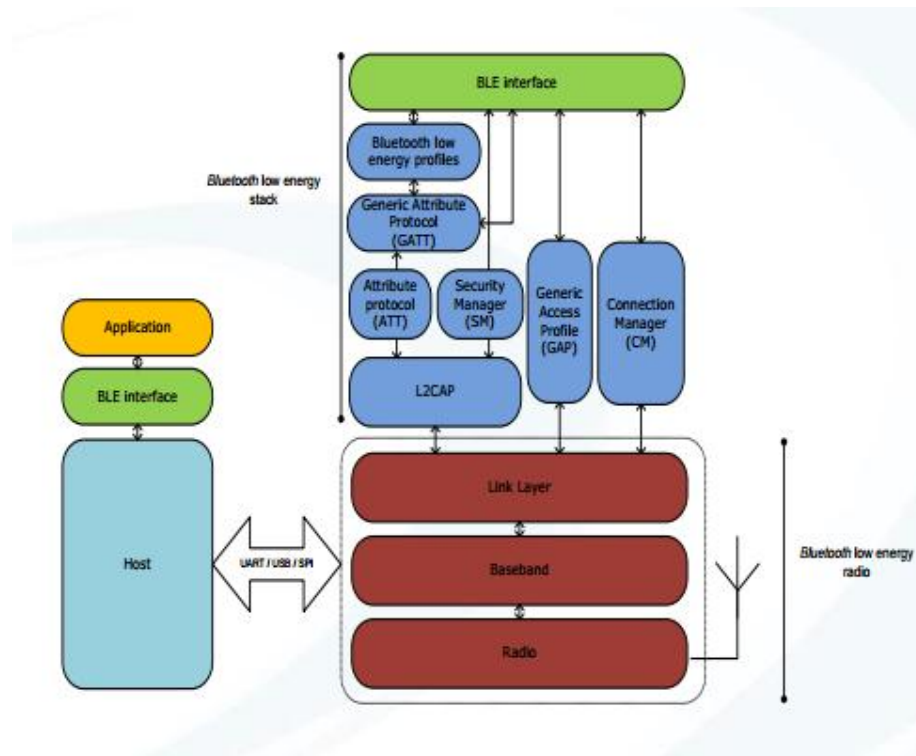 BLE interface
Bluetooth low
energy profiles
Bluetooth low energy
stack
Generic Attribute
Protocol
(GATT)
Attribute
protocol
(ATT)
Security
Manager
(SM)
Generic
Access
Profile
(GAP)
Connection
Manager
(CM)
Application
BLE interface
L2CAP
Host
UART / USB / SPI
Link Layer
Baseband
Radio
Bluetooth low energy
radio